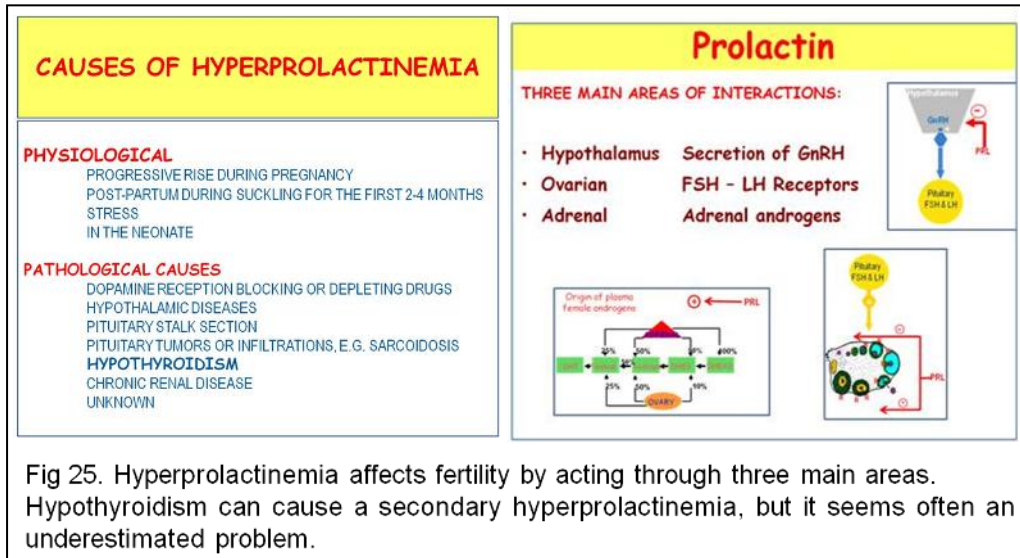 CAUSES OF HYPERPROLACTINEMIA
PHYSIOLOGICAL
PROGRESSIVE RISE DURING PREGNANCY
POST-PARTUM DURING SUCKLING FOR THE FIRST 2-4 MONTHS
STRESS
IN THE NEONATE
PATHOLOGICAL CAUSES
DOPAMINE RECEPTION BLOCKING OR DEPLETING DRUGS
HYPOTHALAMIC DISEASES
PITUITARY STALK SECTION
PITUITARY TUMORS OR INFILTRATIONS, E.G. SARCOIDOSIS
HYPOTHYROIDISM
CHRONIC RENAL DISEASE
UNKNOWN
Prolactin
THREE MAIN AREAS OF INTERACTIONS:
• Hypothalamus Secretion of GnRH
• Ovarian FSH - LH Receptors
• Adrenal Adrenal androgens
Hypothalamus
GnRH
PRL
Pituitary
FSH & LH
Origin of plasma
female androgens
PRL
50%
25% 50% 10%
OVARY
Pituitary
FSH & LH
PRL
Fig 25. Hyperprolactinemia affects fertility by acting through three main areas.
Hypothyroidism can cause a secondary hyperprolactinemia, but it seems often an
underestimated problem.